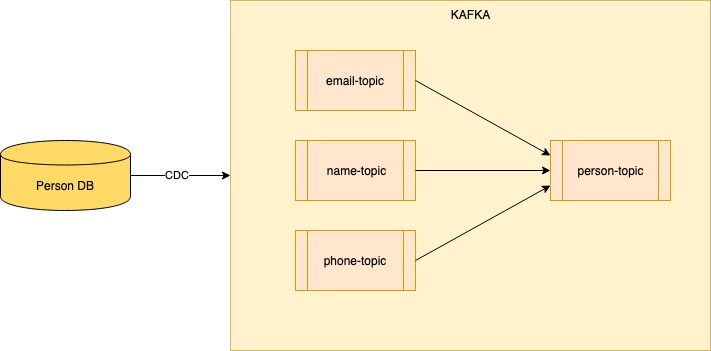 KAFKA
email-topic
name-topic
person-topic
Person DB
CDC
phone-topic